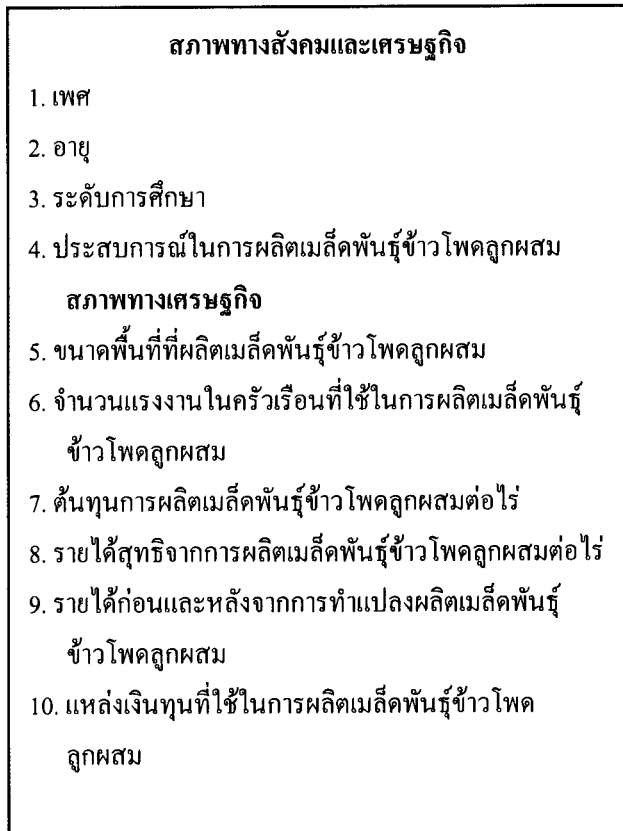 สภาพทางสังคมและเศรษฐกิจ
1. เพศ
2. อายุ
3. ระดับการศึกษา
4. ประสบการณ์ในการผลิตเมล็ดพันธุ์ข้าวโพดลูกผสม
สภาพทางเศรษฐกิจ
5. ขนาดพื้นที่ที่ผลิตเมล็ดพันธุ์ข้าวโพดลูกผสม
6. จำนวนแรงงานในครัวเรือนที่ใช้ในการผลิตเมล็ดพันธุ์
ข้าวโพดลูกผสม
7. ต้นทุนการผลิตเมล็ดพันธุ์ข้าวโพดลูกผสมต่อไร่
8. รายได้สุทธิจากการผลิตเมล็ดพันธุ์ข้าวโพดลูกผสมต่อไร่
9. รายได้ก่อนและหลังจากการทำแปลงผลิตเมล็ดพันธุ์
ข้าวโพดลูกผสม
10. แหล่งเงินทุนที่ใช้ในการผลิตเมล็ดพันธุ์ข้าวโพด
ลูกผสม